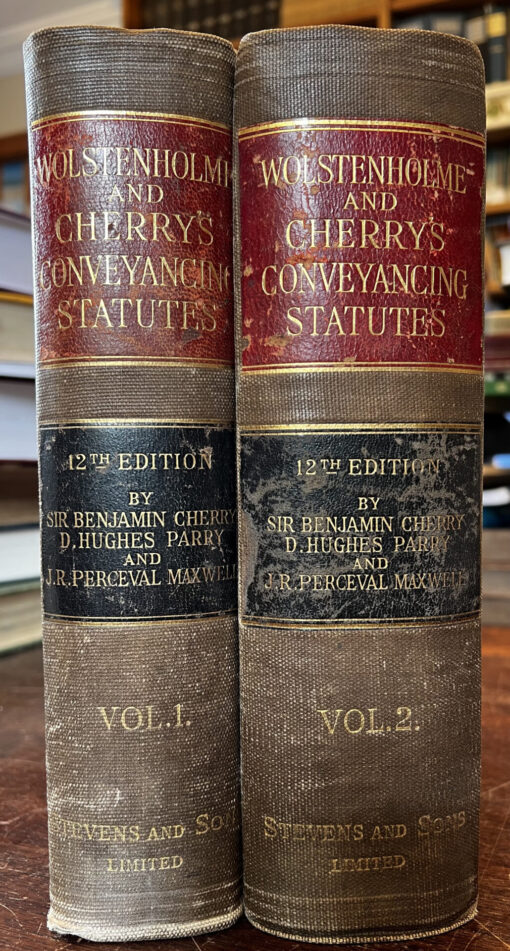 WOLSTENHOLME
AND
CHERRY'S
CONVEYANCING
STATUTES
12TH EDITION
BY
SIR BENJAMIN CHERRY
D. HUGHES PARRY
AND
J.R. PERCEVAL MAXWELL
VOL.1.
STEVENS AND SONS
LIMITED
WOLSTENHOLME
AND
CHERRY'S
CONVEYANCING
STATUTES
12TH EDITION
BY
SIR BENJAMIN CHERRY
D. HUGHES PARRY
AND
J.R. PERCEVAL MAXWELL
VOL.2.
STEVENS AND SONS
LIMITED